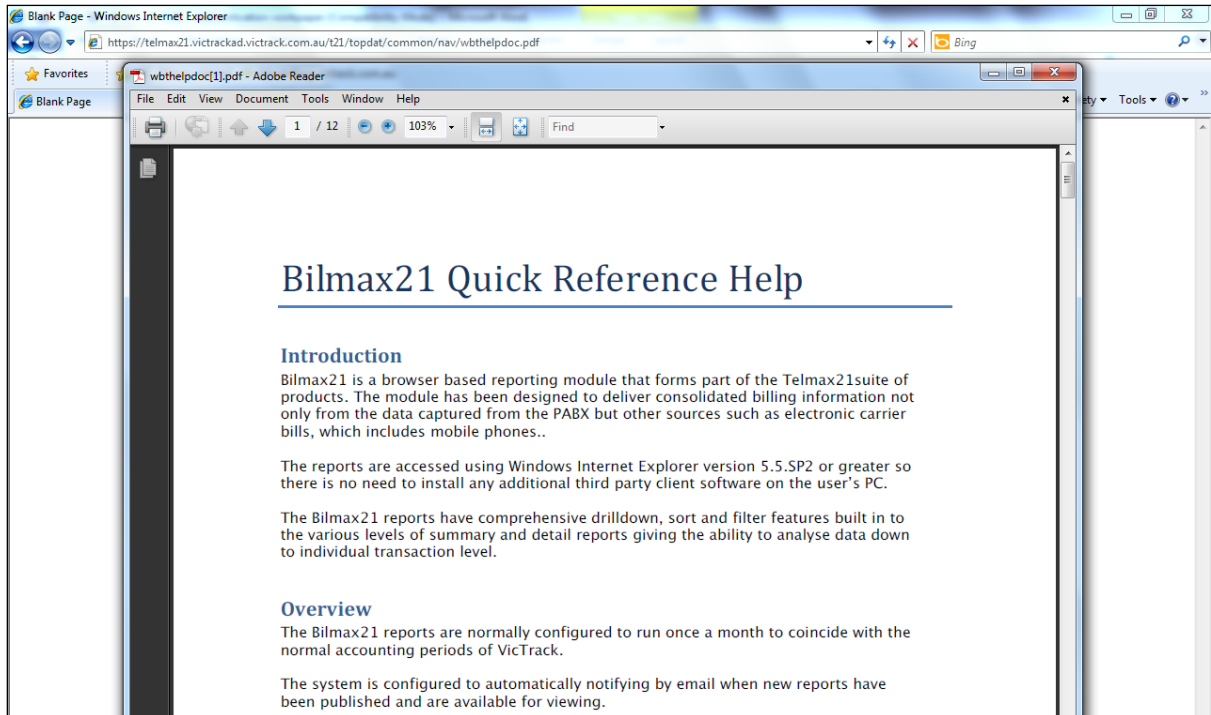 Blank Page - Windows Internet Explorer
https://telmax21.victrackad.victrack.com.au/t21/topdat/common/nav/wbthelpdoc.pdf
Bing
Favorites
wbthelpdoc[1].pdf - Adobe Reader
Blank Page
File Edit View Document Tools Window Help
ety Tools
1 / 12 103% Find
Bilmax21 Quick Reference Help
Introduction
Bilmax21 is a browser based reporting module that forms part of the Telmax21suite of
products. The module has been designed to deliver consolidated billing information not
only from the data captured from the PABX but other sources such as electronic carrier
bills, which includes mobile phones..
The reports are accessed using Windows Internet Explorer version 5.5.SP2 or greater so
there is no need to install any additional third party client software on the user's PC.
The Bilmax21 reports have comprehensive drilldown, sort and filter features built in to
the various levels of summary and detail reports giving the ability to analyse data down
to individual transaction level.
Overview
The Bilmax21 reports are normally configured to run once a month to coincide with the
normal accounting periods of VicTrack.
The system is configured to automatically notifying by email when new reports have
been published and are available for viewing.